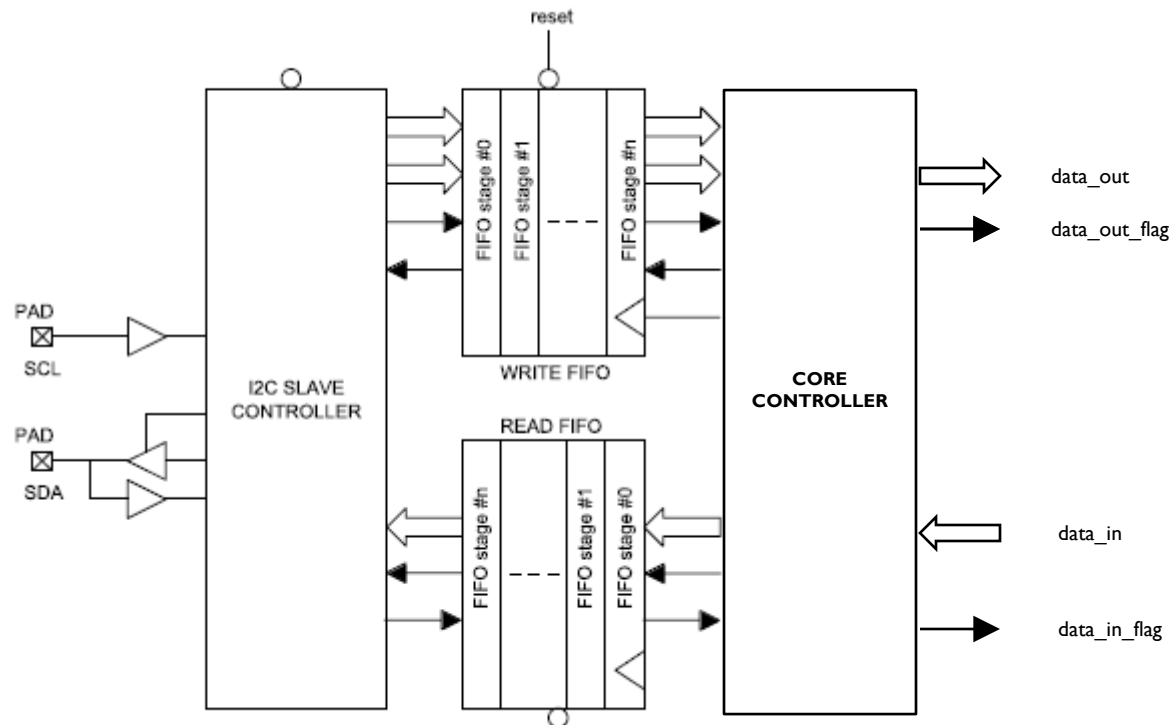 reset
FIFO stage #0
FIFO stage #1
FIFO stage #n
data_out
data_out_flag
PAD
SCL
WRITE FIFO
I2C SLAVE
CONTROLLER
CORE
CONTROLLER
READ FIFO
PAD
SDA
FIFO stage #n
FIFO stage #1
FIFO stage #0
data_in
data_in_flag